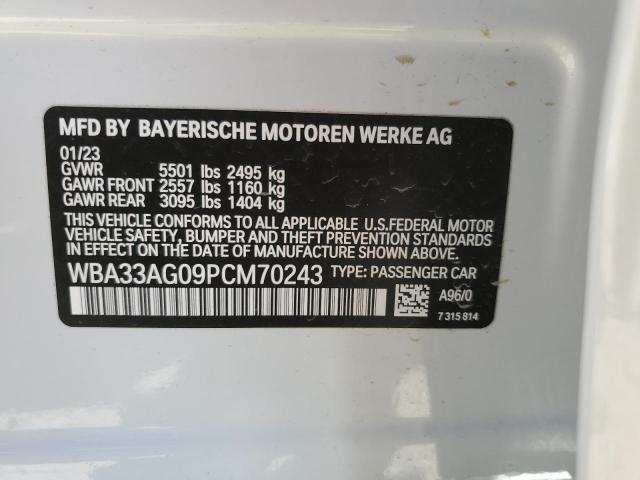 MFD BY BAYERISCHE MOTOREN WERKE AG
01/23
GVWR 5501 lbs 2495 kg
GAWR FRONT 2557 lbs 1160 kg
GAWR REAR 3095 lbs 1404 kg
THIS VEHICLE CONFORMS TO ALL APPLICABLE U.S.FEDERAL MOTOR
VEHICLE SAFETY, BUMPER AND THEFT PREVENTION STANDARDS
IN EFFECT ON THE DATE OF MANUFACTURE SHOWN ABOVE.
WBA33AG09PCM70243 TYPE: PASSENGER CAR
A96/0
7 315 814